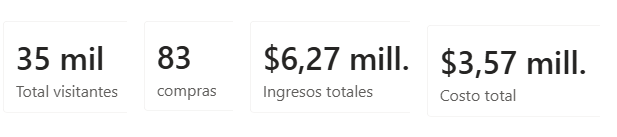 35 mil
Total visitantes
83
compras
$6,27 mill.
Ingresos totales
$3,57 mill.
Costo total